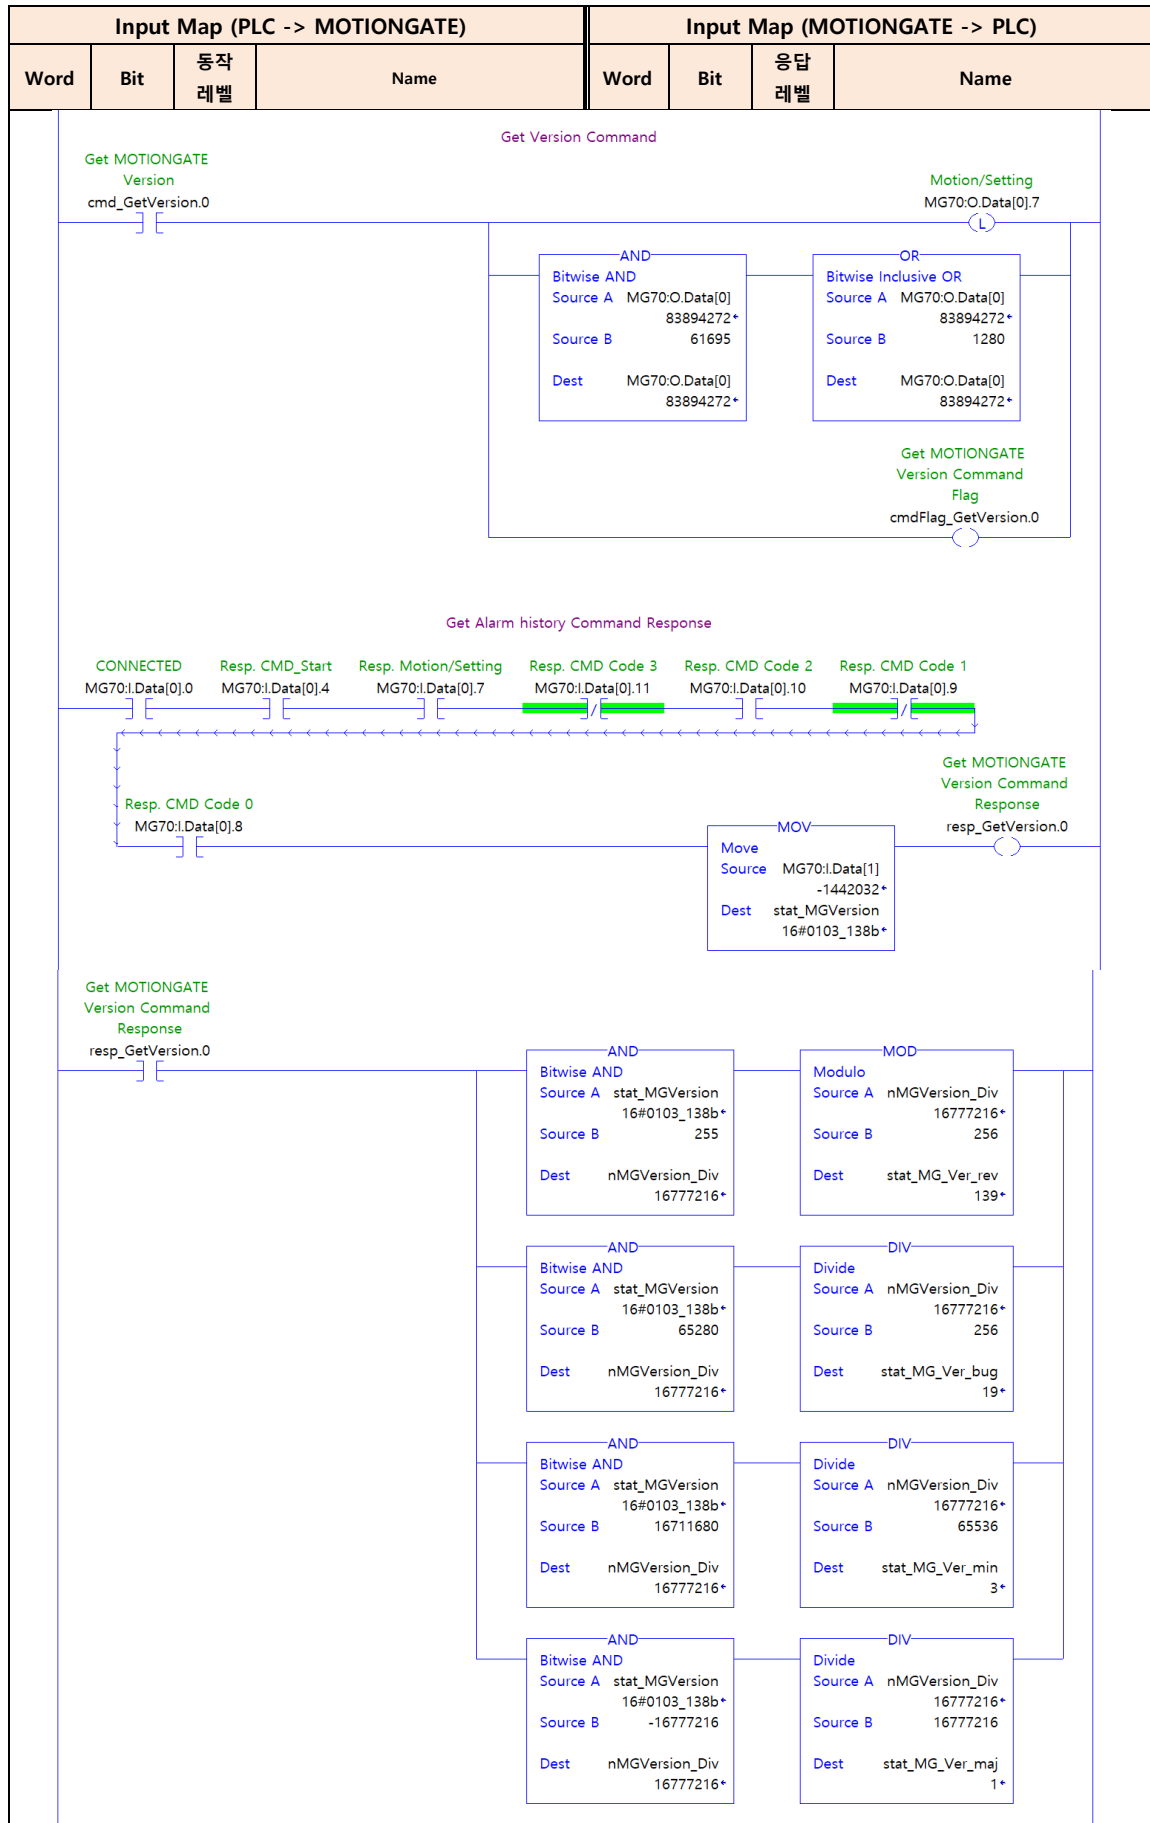 Input Map (PLC -> MOTIONGATE) Input Map (MOTIONGATE -> PLC)
Word Bit 동작 레벨 Name Word Bit 응답 레벨 Name
Get Version Command
Get MOTIONGATE
Version
cmd_GetVersion.0
Motion/Setting
MG70:O.Data[0].7
L
AND
Bitwise AND
Source A MG70:O.Data[0]
83894272
Source B 61695
Dest MG70:O.Data[0]
83894272
OR
Bitwise Inclusive OR
Source A MG70:O.Data[0]
83894272
Source B 1280
Dest MG70:O.Data[0]
83894272
Get MOTIONGATE
Version Command
Flag
cmdFlag_GetVersion.0
Get Alarm history Command Response
CONNECTED Resp. CMD_Start Resp. Motion/Setting Resp. CMD Code 3 Resp. CMD Code 2 Resp. CMD Code 1
MG70:I.Data[0].0 MG70:I.Data[0].4 MG70:I.Data[0].7 MG70:I.Data[0].11 MG70:I.Data[0].10 MG70:I.Data[0].9
Resp. CMD Code 0
MG70:I.Data[0].8
MOV
Move
Source MG70:I.Data[1]
-1442032
Dest stat_MGVersion
16#0103_138b
Get MOTIONGATE
Version Command
Response
resp_GetVersion.0
Get MOTIONGATE
Version Command
Response
resp_GetVersion.0
AND
Bitwise AND
Source A stat_MGVersion
16#0103_138b
Source B 255
Dest nMGVersion_Div
16777216
MOD
Modulo
Source A nMGVersion_Div
16777216
Source B 256
Dest stat_MG_Ver_rev
139
AND
Bitwise AND
Source A stat_MGVersion
16#0103_138b
Source B 65280
Dest nMGVersion_Div
16777216
DIV
Divide
Source A nMGVersion_Div
16777216
Source B 256
Dest stat_MG_Ver_bug
19
AND
Bitwise AND
Source A stat_MGVersion
16#0103_138b
Source B 16711680
Dest nMGVersion_Div
16777216
DIV
Divide
Source A nMGVersion_Div
16777216
Source B 65536
Dest stat_MG_Ver_min
3
AND
Bitwise AND
Source A stat_MGVersion
16#0103_138b
Source B -16777216
Dest nMGVersion_Div
16777216
DIV
Divide
Source A nMGVersion_Div
16777216
Source B 16777216
Dest stat_MG_Ver_maj
1